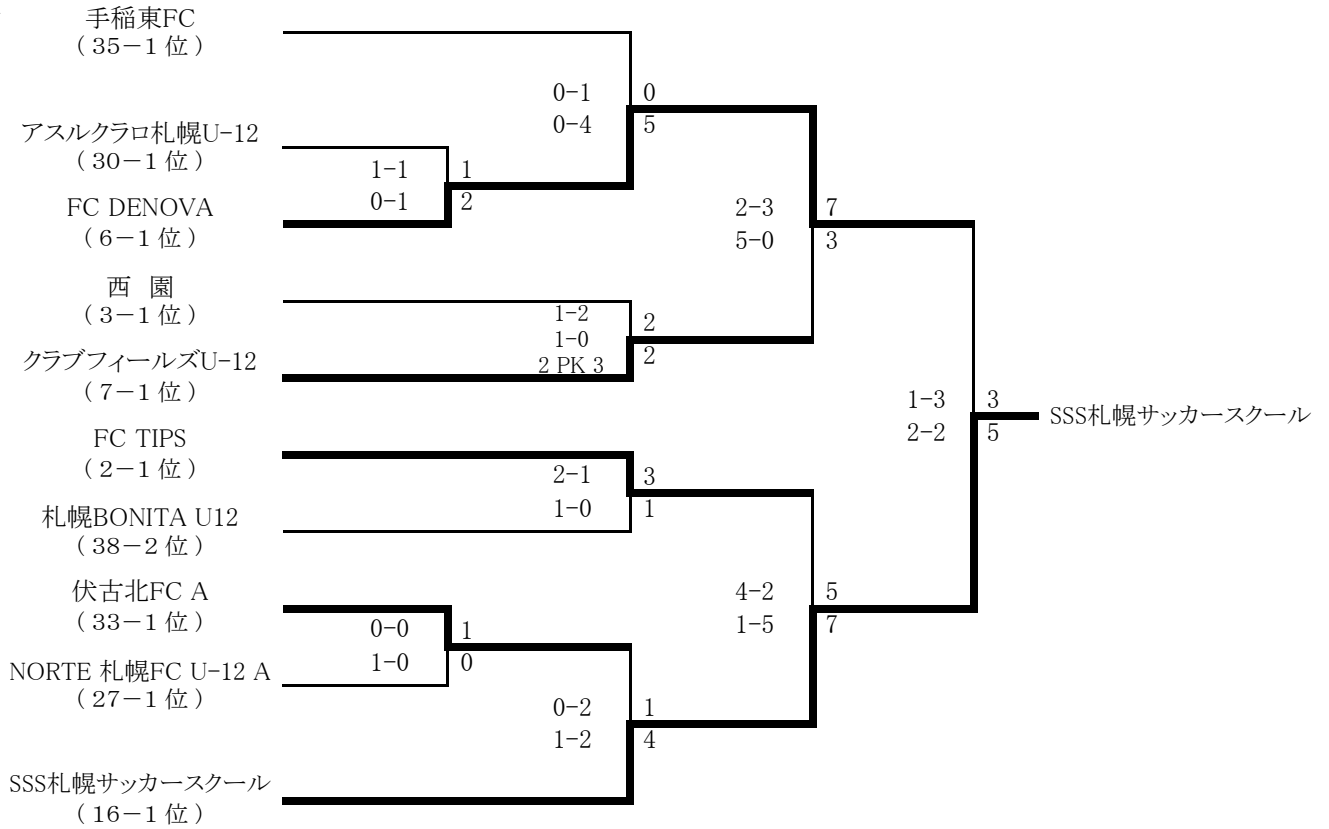 手稲東FC
（ 35－1 位 ）
0-1 0
0-4 5
アスルクラロ札幌U-12
（ 30－1 位 ）
1-1 1
0-1 2
FC DENOVA
（ 6－1 位 ）
2-3 7
5-0 3
西　園
（ 3－1 位 ）
1-2 2
1-0 2
2 PK 3
クラブフィールズU-12
（ 7－1 位 ）
1-3 3
2-2 5
SSS札幌サッカースクール
FC TIPS
（ 2－1 位 ）
2-1 3
1-0 1
札幌BONITA U12
（ 38－2 位 ）
伏古北FC A
（ 33－1 位 ）
4-2 5
1-5 7
0-0 1
1-0 0
NORTE 札幌FC U-12 A
（ 27－1 位 ）
0-2 1
1-2 4
SSS札幌サッカースクール
（ 16－1 位 ）